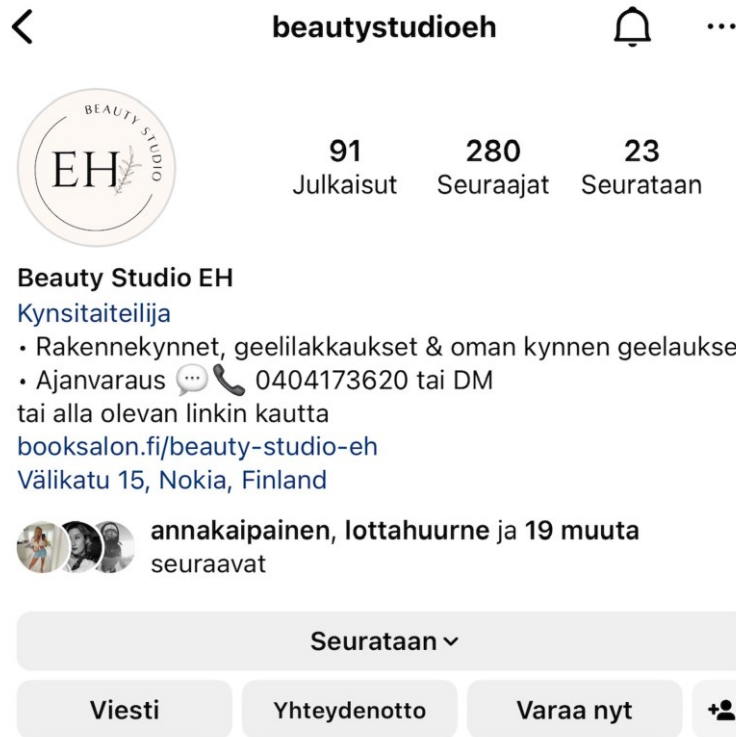 beautystudioeh
BEAUTY STUDIO
EH
91
Julkaisut
280
Seuraajat
23
Seurataan
Beauty Studio EH
Kynsitaiteilija
• Rakennekynnet, geelilakkaukset & oman kynnen geelaukse
• Ajanvaraus 💬📞 0404173620 tai DM
tai alla olevan linkin kautta
booksalon.fi/beauty-studio-eh
Välikatu 15, Nokia, Finland
annakaipainen, lottahuurne ja 19 muuta
seuraavat
Seurataan
Viesti
Yhteydenotto
Varaa nyt